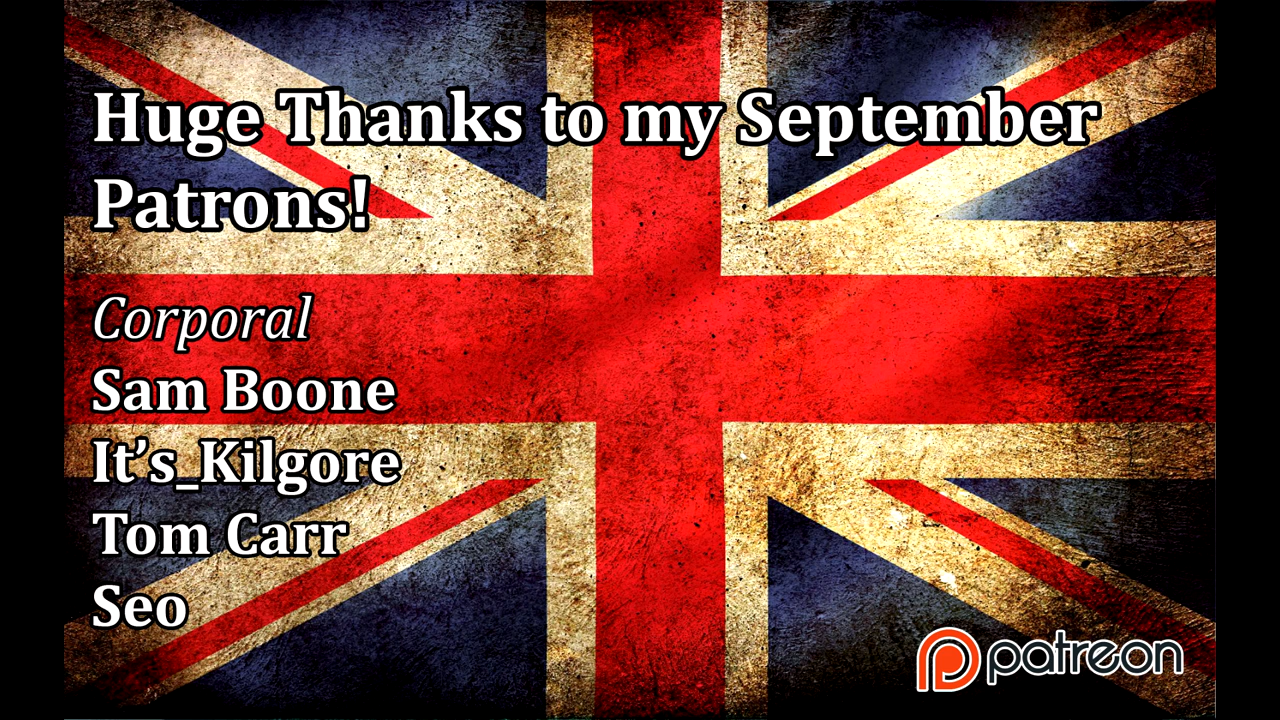 Huge Thanks to my September
Patrons!
Corporal
Sam Boone
It’s_Kilgore
Tom Carr
Seo
patreon